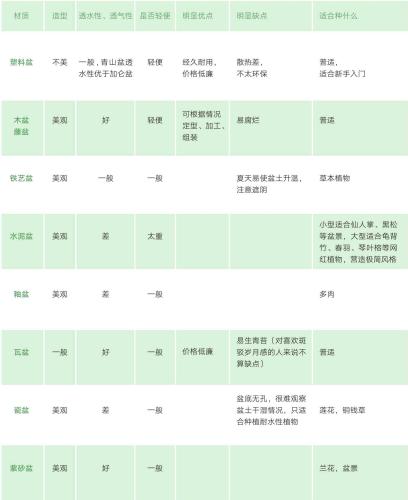 材质 造型 透水性、透气性 是否轻便 明显优点 明显缺点 适合种什么
塑料盆 不美 一般，青山盆透
水性优于加仑盆 轻便 经久耐用，
价格低廉 散热差，
不太环保 普适，
适合新手入门
木盆
藤盆 美观 好 轻便 可根据情况
定型、加工、
组装 易腐烂 普适
铁艺盆 美观 一般 一般 夏天易使盆土升温，
注意遮阴 草本植物
水泥盆 美观 差 太重 小型适合仙人掌、黑松
等盆景，大型适合龟背
竹、春羽、琴叶榕等网
红植物，营造极简风格
釉盆 美观 差 一般 多肉
瓦盆 一般 好 一般 价格低廉 易生青苔（对喜欢斑
驳岁月感的人来说不
算缺点） 普适
瓷盆 美观 差 一般 盆底无孔，很难观察
盆土干湿情况，只适
合种植耐水性植物 莲花，铜钱草
紫砂盆 美观 好 一般 兰花，盆景